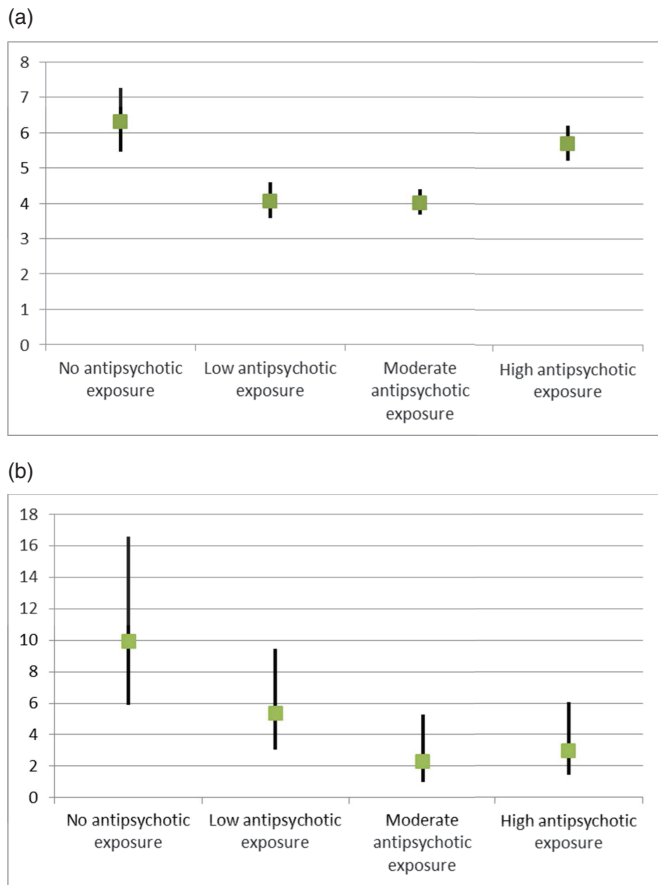 (a)
8
7
6
5
4
3
2
1
0
No antipsychotic exposure
Low antipsychotic exposure
Moderate antipsychotic exposure
High antipsychotic exposure
(b)
18
16
14
12
10
8
6
4
2
0
No antipsychotic exposure
Low antipsychotic exposure
Moderate antipsychotic exposure
High antipsychotic exposure